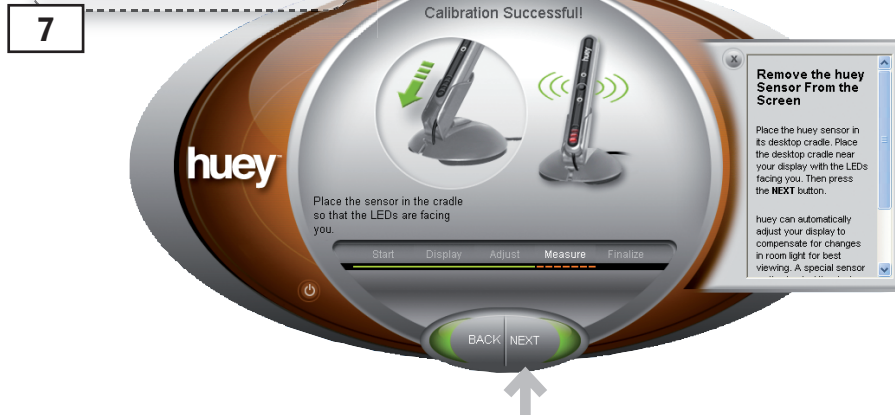 7
Calibration Successful!
huey
huey™
Place the sensor in the cradle
so that the LEDs are facing
you.
Start Display Adjust Measure Finalize
BACK NEXT
X
Remove the huey
Sensor From the
Screen
Place the huey sensor in
its desktop cradle. Place
the desktop cradle near
your display with the LEDs
facing you. Then press
the NEXT button.
huey can automatically
adjust your display to
compensate for changes
in room light for best
viewing. A special sensor